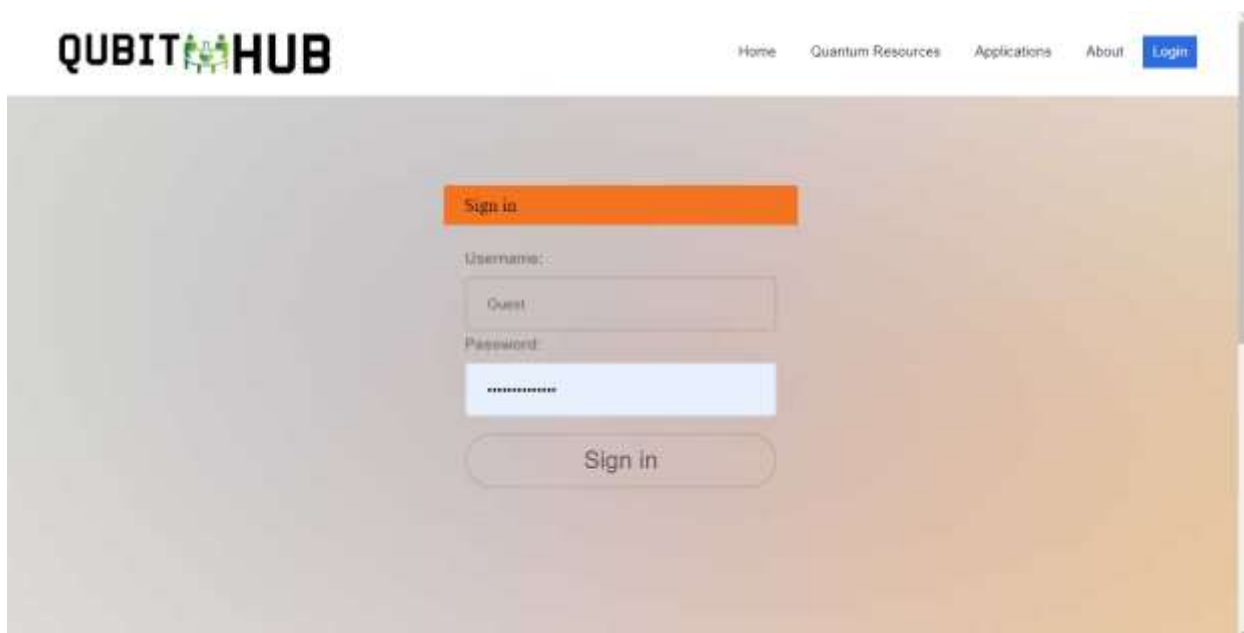 QUBIT HUB
Home Quantum Resources Applications About Login
Sign in
Username:
Guest
Password:
••••••••••••••
Sign in